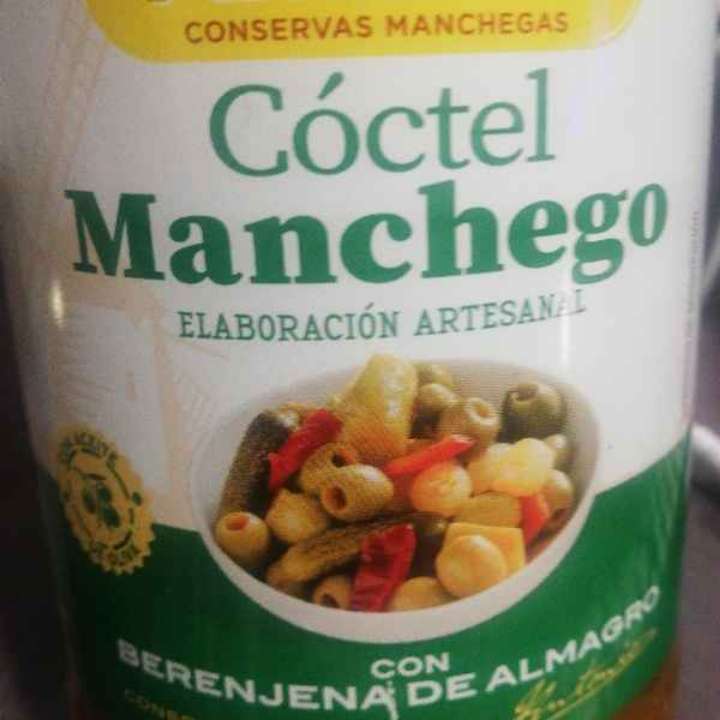 CONSERVAS MANCHEGAS
Cóctel
Manchego
ELABORACIÓN ARTESANAL
CON
BERENJENA DE ALMAGRO